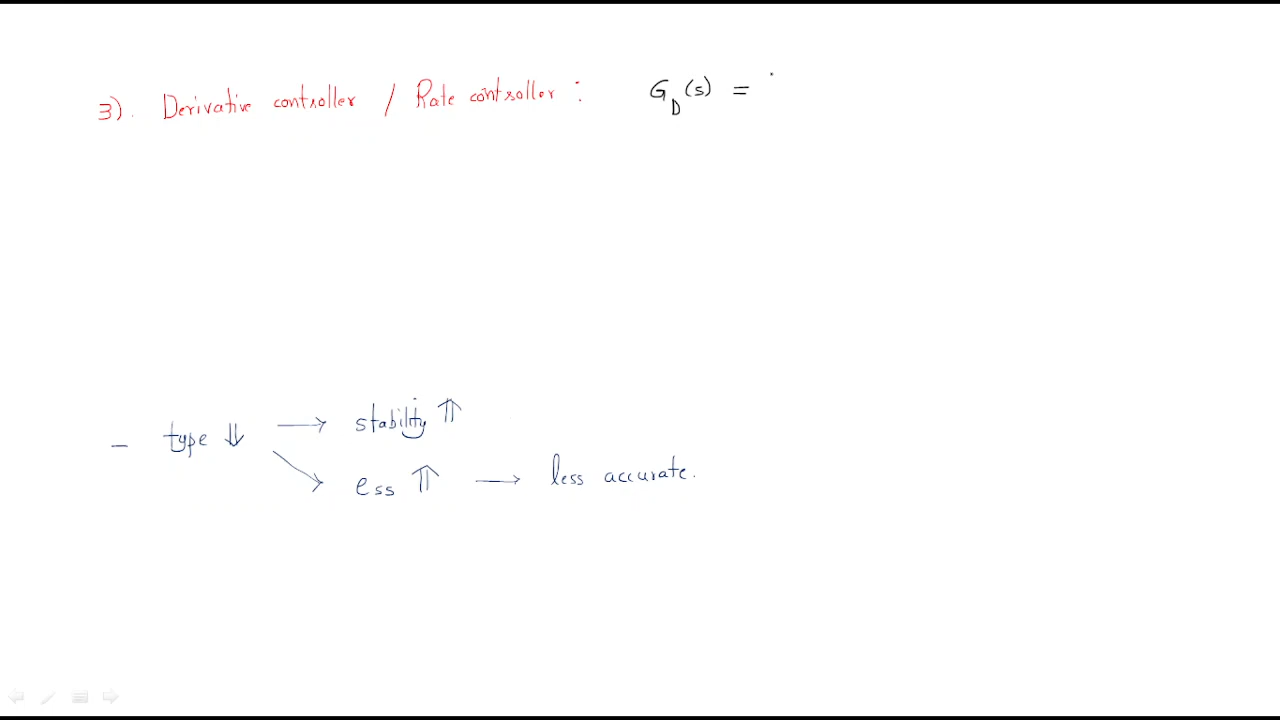 3). Derivative controller / Rate controller : G_D(s) =
- type ⇓ → stability ⇑
→ ess ⇑ → less accurate.